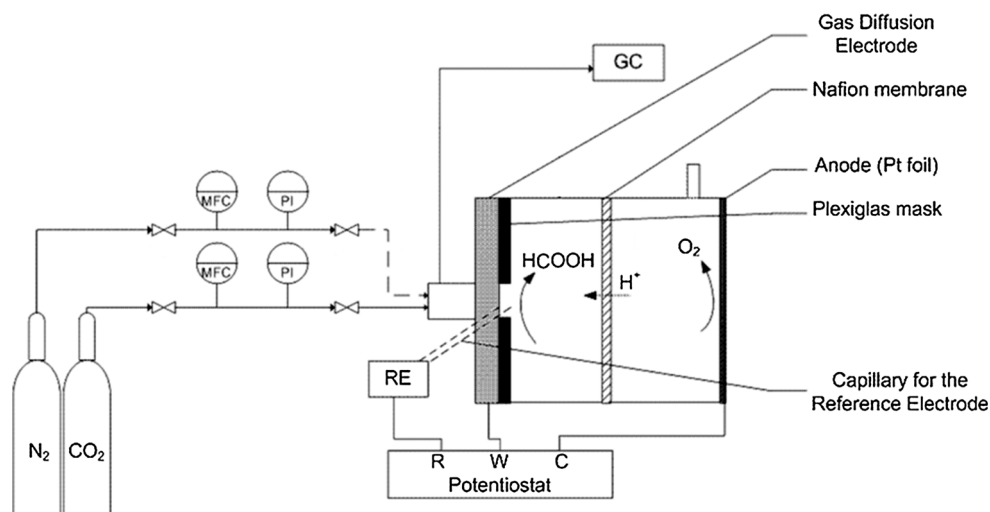 Gas Diffusion
Electrode
GC
Nafion membrane
Anode (Pt foil)
Plexiglas mask
MFC
PI
MFC
PI
HCOOH
O₂
H⁺
RE
Capillary for the
Reference Electrode
N₂
CO₂
R
W
C
Potentiostat